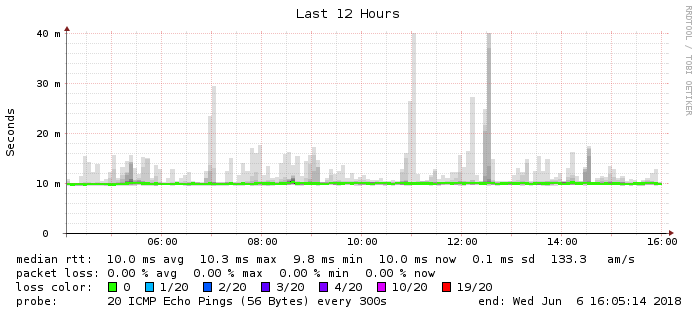 Last 12 Hours
RRDTOOL / TOBI OETIKER
Seconds
40 m
30 m
20 m
10 m
0
06:00 08:00 10:00 12:00 14:00 16:00
median rtt: 10.0 ms avg 10.3 ms max 9.8 ms min 10.0 ms now 0.1 ms sd 133.3 am/s
packet loss: 0.00 % avg 0.00 % max 0.00 % min 0.00 % now
loss color: 0 1/20 2/20 3/20 4/20 10/20 19/20
probe: 20 ICMP Echo Pings (56 Bytes) every 300s end: Wed Jun 6 16:05:14 2018